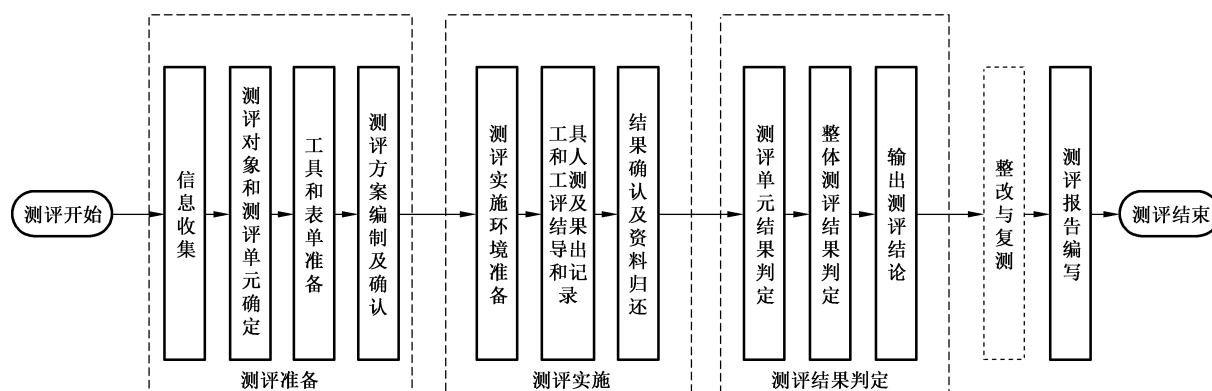 测评开始
信息收集
测评对象和测评单元确定
工具和表单准备
测评方案编制及确认
测评准备
测评实施环境准备
工具和人工测评及结果导出和记录
结果确认及资料归还
测评实施
测评单元结果判定
整体测评结果判定
输出测评结论
测评结果判定
整改与复测
测评报告编写
测评结束